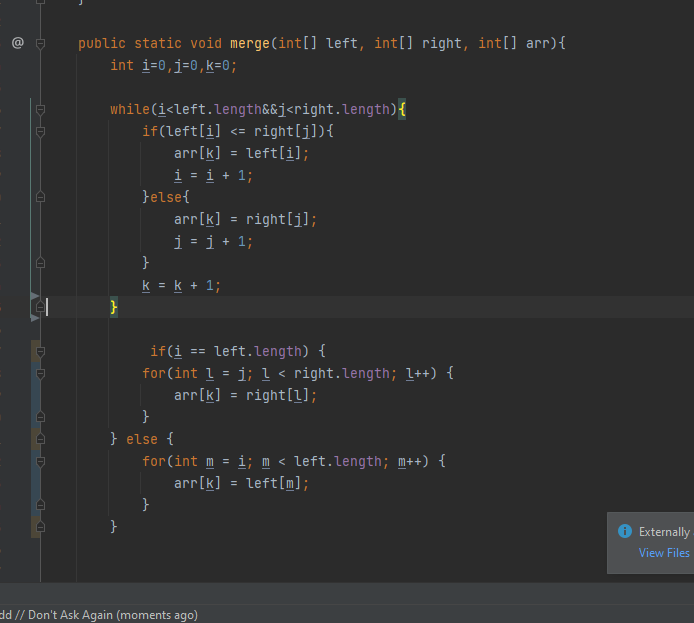 }
@ public static void merge(int[] left, int[] right, int[] arr){
int i=0,j=0,k=0;
while(i<left.length&&j<right.length){
if(left[i] <= right[j]){
arr[k] = left[i];
i = i + 1;
}else{
arr[k] = right[j];
j = j + 1;
}
k = k + 1;
}
if(i == left.length) {
for(int l = j; l < right.length; l++) {
arr[k] = right[l];
}
} else {
for(int m = i; m < left.length; m++) {
arr[k] = left[m];
}
}
Externally
View Files
dd // Don't Ask Again (moments ago)